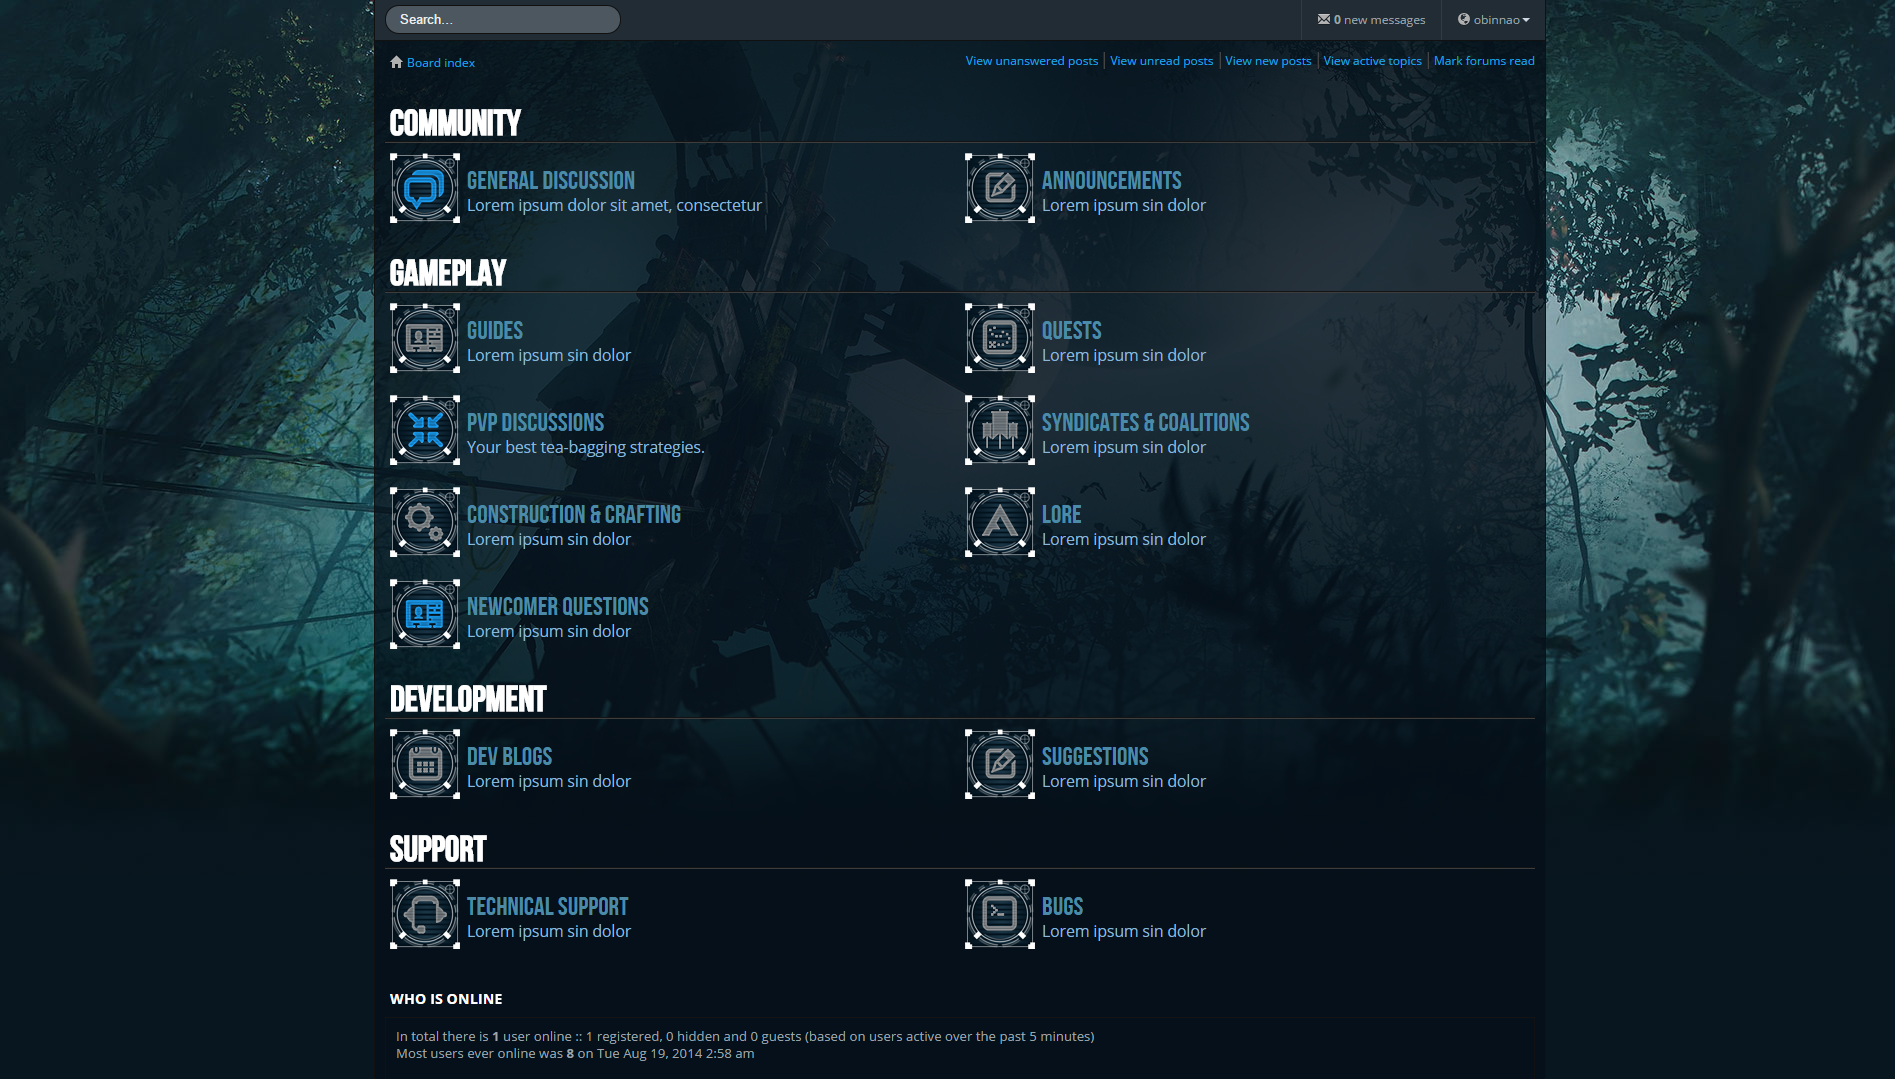 Search...
0 new messages
obinnao
Board index
View unanswered posts
View unread posts
View new posts
View active topics
Mark forums read
COMMUNITY
GENERAL DISCUSSION
Lorem ipsum dolor sit amet, consectetur
ANNOUNCEMENTS
Lorem ipsum sin dolor
GAMEPLAY
GUIDES
Lorem ipsum sin dolor
QUESTS
Lorem ipsum sin dolor
PVP DISCUSSIONS
Your best tea-bagging strategies.
SYNDICATES & COALITIONS
Lorem ipsum sin dolor
CONSTRUCTION & CRAFTING
Lorem ipsum sin dolor
LORE
Lorem ipsum sin dolor
NEWCOMER QUESTIONS
Lorem ipsum sin dolor
DEVELOPMENT
DEV BLOGS
Lorem ipsum sin dolor
SUGGESTIONS
Lorem ipsum sin dolor
SUPPORT
TECHNICAL SUPPORT
Lorem ipsum sin dolor
BUGS
Lorem ipsum sin dolor
WHO IS ONLINE
In total there is 1 user online :: 1 registered, 0 hidden and 0 guests (based on users active over the past 5 minutes)
Most users ever online was 8 on Tue Aug 19, 2014 2:58 am